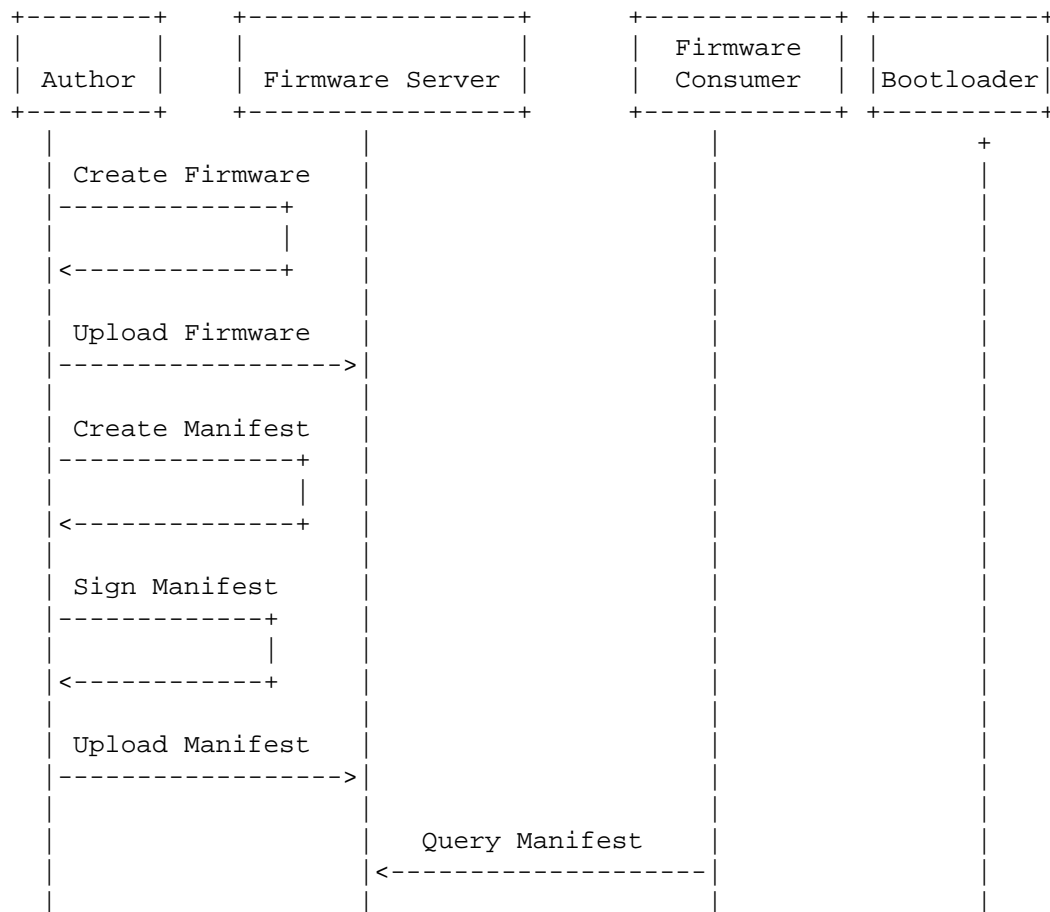 Firmware
Author Firmware Server Consumer Bootloader
Create Firmware
Upload Firmware
Create Manifest
Sign Manifest
Upload Manifest
Query Manifest